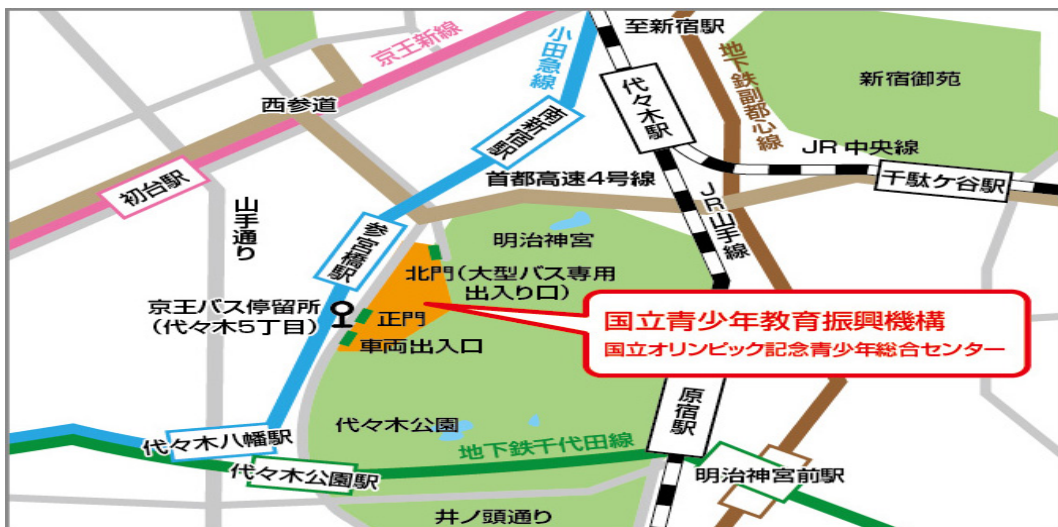 至新宿駅
京王新線
小田急線
地下鉄副都心線
新宿御苑
代々木駅
西参道
南新宿駅
JR中央線
千駄ケ谷駅
初台駅
首都高速4号線
JR山手線
山手通り
参宮橋駅
明治神宮
北門(大型バス専用
出入り口)
京王バス停留所
(代々木5丁目)
正門
車両出入口
国立青少年教育振興機構
国立オリンピック記念青少年総合センター
原宿駅
代々木公園
代々木八幡駅
地下鉄千代田線
代々木公園駅
明治神宮前駅
井ノ頭通り